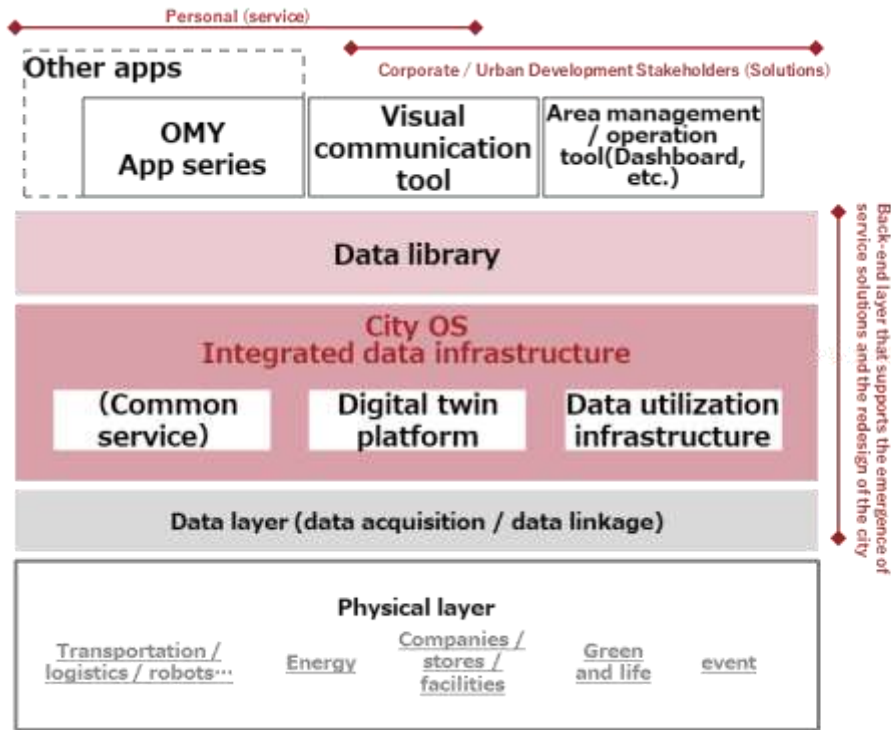 Personal (service)
Corporate / Urban Development Stakeholders (Solutions)
Other apps
OMY
App series
Visual
communication
tool
Area management
/ operation
tool(Dashboard,
etc.)
Data library
City OS
Integrated data infrastructure
（Common
service）
Digital twin
platform
Data utilization
infrastructure
Data layer (data acquisition / data linkage)
Physical layer
Transportation /
logistics / robots…
Energy
Companies /
stores /
facilities
Green
and life
event
Back-end layer that supports the emergence of
service solutions and the redesign of the city